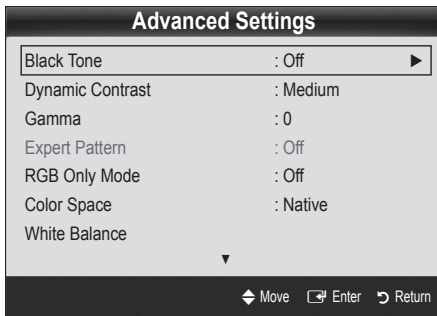 Advanced Settings
Black Tone : Off ►
Dynamic Contrast : Medium
Gamma : 0
Expert Pattern : Off
RGB Only Mode : Off
Color Space : Native
White Balance
▼
Move Enter Return